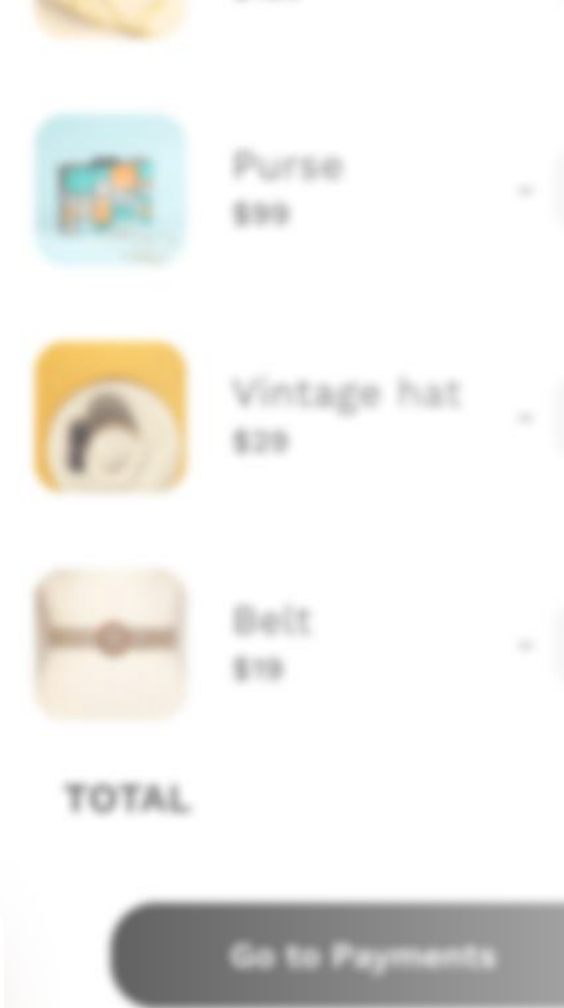 Purse
$99
-
Vintage hat
$29
-
Belt
$19
-
TOTAL
Go to Payments